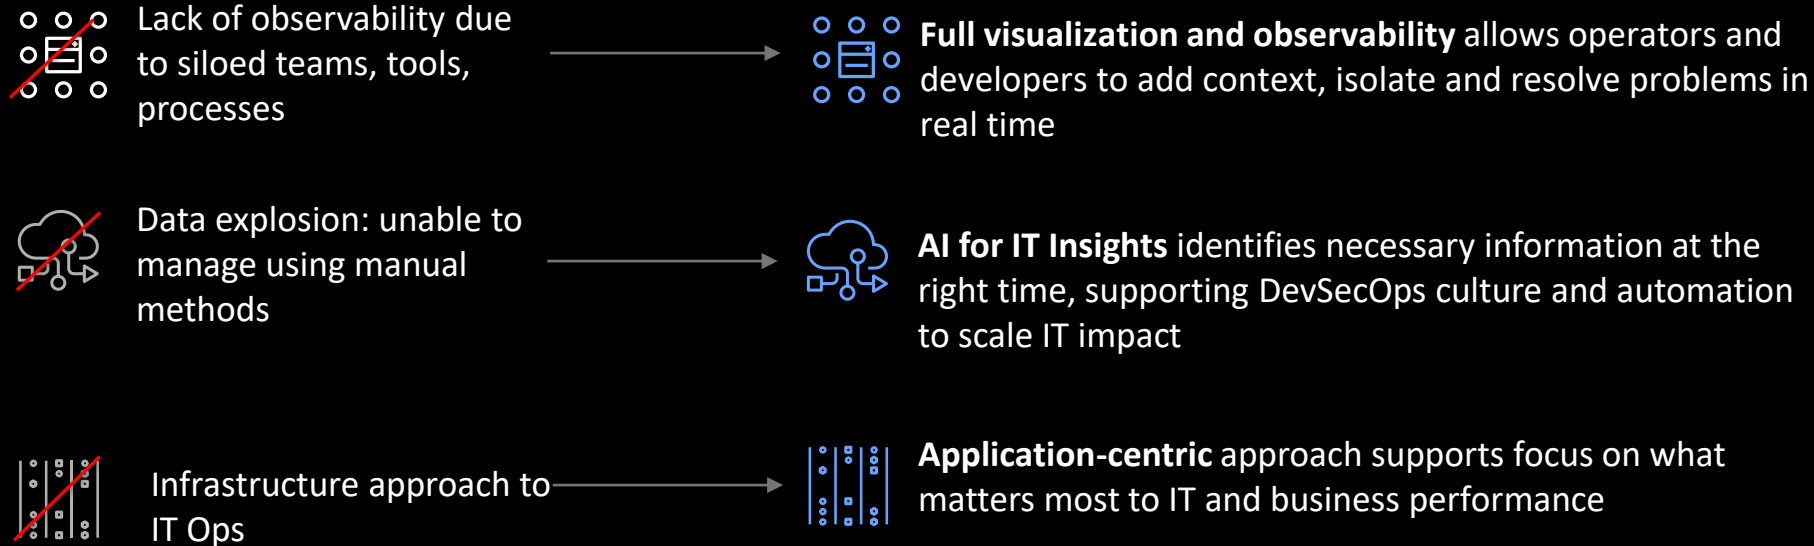 Lack of observability due
to siloed teams, tools,
processes
Full visualization and observability allows operators and
developers to add context, isolate and resolve problems in
real time
Data explosion: unable to
manage using manual
methods
AI for IT Insights identifies necessary information at the
right time, supporting DevSecOps culture and automation
to scale IT impact
Infrastructure approach to
IT Ops
Application-centric approach supports focus on what
matters most to IT and business performance